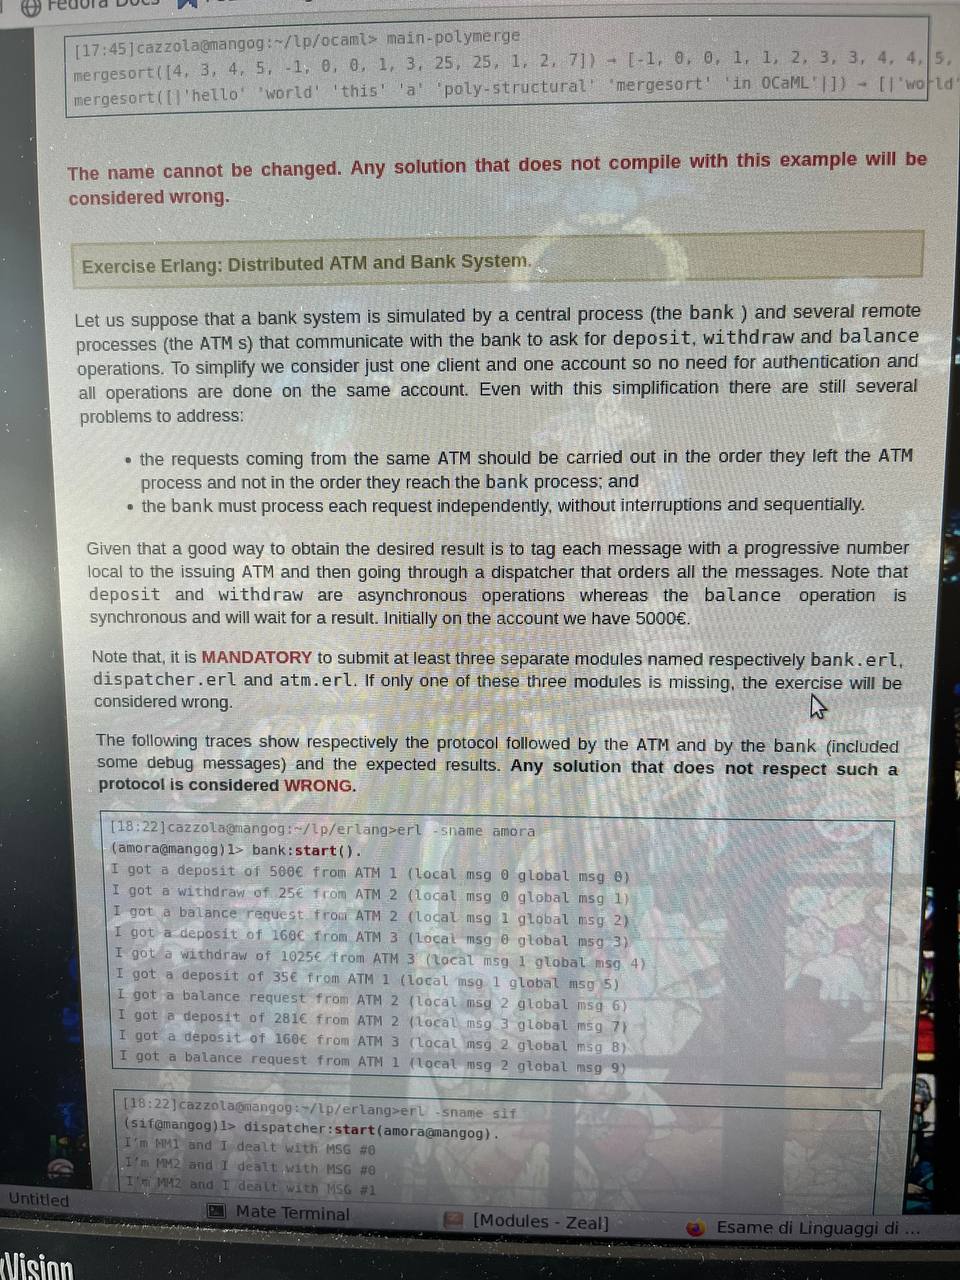 Fedora Docs
[17:45]cazzola@mangog:~/lp/ocaml> main-polymerge
mergesort([4, 3, 4, 5, -1, 0, 0, 1, 3, 25, 25, 1, 2, 7]) → [-1, 0, 0, 1, 1, 2, 3, 3, 4, 4, 5,
mergesort([|'hello' 'world' 'this' 'a' 'poly-structural' 'mergesort' 'in OCaML'|]) → [|'world'
The name cannot be changed. Any solution that does not compile with this example will be
considered wrong.
Exercise Erlang: Distributed ATM and Bank System.
Let us suppose that a bank system is simulated by a central process (the bank ) and several remote
processes (the ATM s) that communicate with the bank to ask for deposit, withdraw and balance
operations. To simplify we consider just one client and one account so no need for authentication and
all operations are done on the same account. Even with this simplification there are still several
problems to address:
• the requests coming from the same ATM should be carried out in the order they left the ATM
process and not in the order they reach the bank process; and
• the bank must process each request independently, without interruptions and sequentially.
Given that a good way to obtain the desired result is to tag each message with a progressive number
local to the issuing ATM and then going through a dispatcher that orders all the messages. Note that
deposit and withdraw are asynchronous operations whereas the balance operation is
synchronous and will wait for a result. Initially on the account we have 5000€.
Note that, it is MANDATORY to submit at least three separate modules named respectively bank.erl,
dispatcher.erl and atm.erl. If only one of these three modules is missing, the exercise will be
considered wrong.
The following traces show respectively the protocol followed by the ATM and by the bank (included
some debug messages) and the expected results. Any solution that does not respect such a
protocol is considered WRONG.
[18:22]cazzola@mangog:~/lp/erlang>erl -sname amora
(amora@mangog)1> bank:start().
I got a deposit of 500€ from ATM 1 (local msg 0 global msg 0)
I got a withdraw of 25€ from ATM 2 (local msg 0 global msg 1)
I got a balance request from ATM 2 (local msg 1 global msg 2)
I got a deposit of 160€ from ATM 3 (local msg 0 global msg 3)
I got a withdraw of 1025€ from ATM 3 (local msg 1 global msg 4)
I got a deposit of 35€ from ATM 1 (local msg 1 global msg 5)
I got a balance request from ATM 2 (local msg 2 global msg 6)
I got a deposit of 281€ from ATM 2 (local msg 3 global msg 7)
I got a deposit of 160€ from ATM 3 (local msg 2 global msg 8)
I got a balance request from ATM 1 (local msg 2 global msg 9)
[18:22]cazzola@mangog:~/lp/erlang>erl -sname sif
(sif@mangog)1> dispatcher:start(amora@mangog).
I'm MM1 and I dealt with MSG #0
I'm MM2 and I dealt with MSG #0
I'm MM2 and I dealt with MSG #1
Untitled
Mate Terminal
[Modules - Zeal]
Esame di Linguaggi di ...
Vision